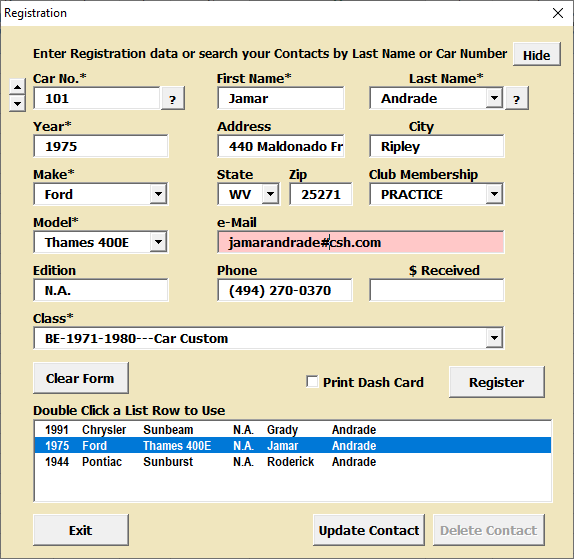 Registration
Enter Registration data or search your Contacts by Last Name or Car Number Hide
Car No.* First Name* Last Name*
101 ? Jamar Andrade ?
Year* Address City
1975 440 Maldonado Fr Ripley
Make* State Zip Club Membership
Ford WV 25271 PRACTICE
Model* e-Mail
Thames 400E jamarandrade#csh.com
Edition Phone $ Received
N.A. (494) 270-0370
Class*
BE-1971-1980---Car Custom
Clear Form Print Dash Card Register
Double Click a List Row to Use
1991 Chrysler Sunbeam N.A. Grady Andrade
1975 Ford Thames 400E N.A. Jamar Andrade
1944 Pontiac Sunburst N.A. Roderick Andrade
Exit Update Contact Delete Contact